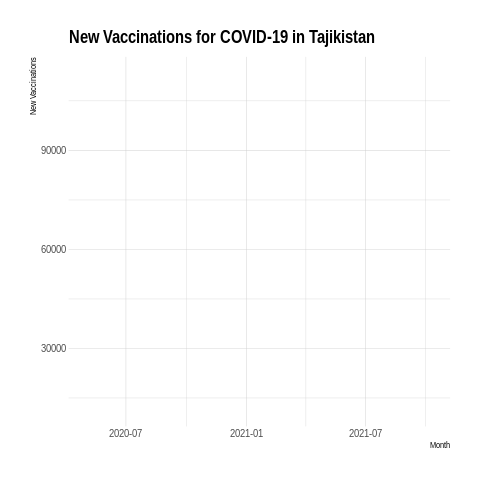 New Vaccinations for COVID-19 in Tajikistan
New Vaccinations
90000
60000
30000
2020-07 2021-01 2021-07
Month